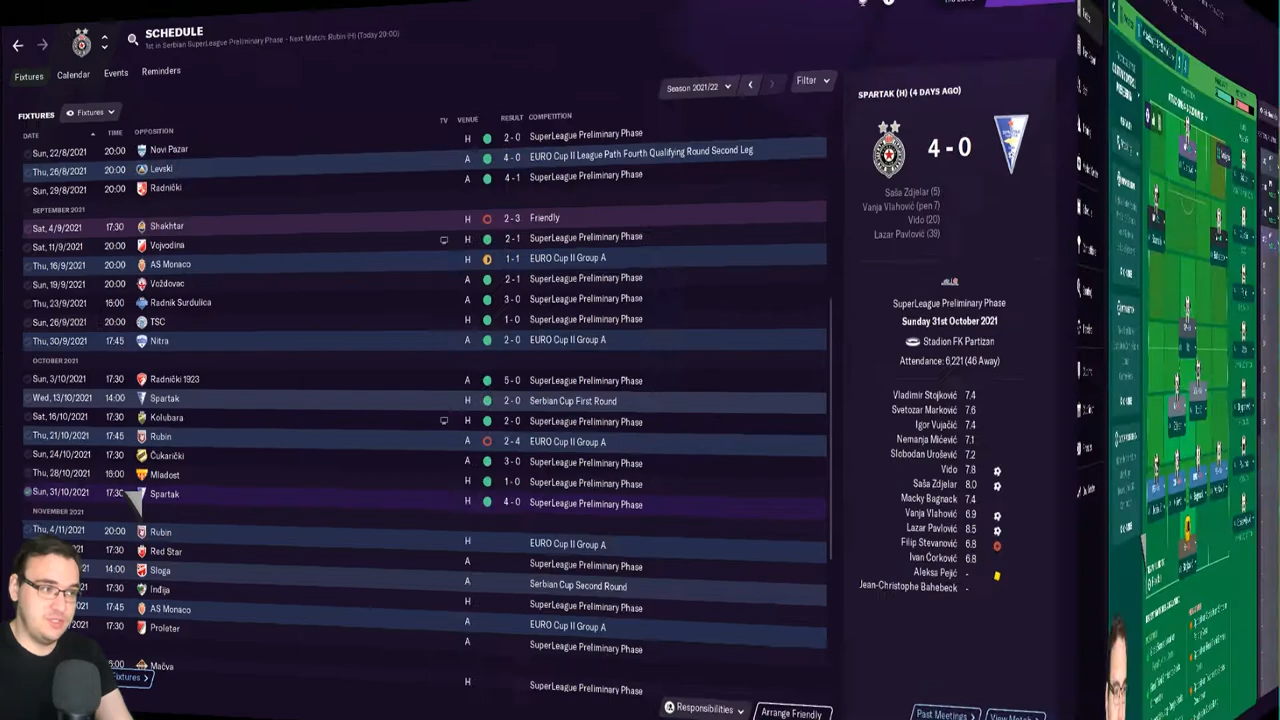 SCHEDULE
1st in Serbian SuperLeague Preliminary Phase - Next Match: Rubin (H) (Today 20:00)
Fixtures Calendar Events Reminders
Season 2021/22 Filter
FIXTURES Fixtures
DATE TIME OPPOSITION TV VENUE RESULT COMPETITION
Sun, 22/8/2021 20:00 Novi Pazar H 2 - 0 SuperLeague Preliminary Phase
Thu, 26/8/2021 20:00 Levski A 4 - 0 EURO Cup II League Path Fourth Qualifying Round Second Leg
Sun, 29/8/2021 20:00 Radnički A 4 - 1 SuperLeague Preliminary Phase
SEPTEMBER 2021
Sat, 4/9/2021 17:30 Shakhtar H 2 - 3 Friendly
Sat, 11/9/2021 20:00 Vojvodina H 2 - 1 SuperLeague Preliminary Phase
Thu, 16/9/2021 20:00 AS Monaco H 1 - 1 EURO Cup II Group A
Sun, 19/9/2021 20:00 Voždovac A 2 - 1 SuperLeague Preliminary Phase
Thu, 23/9/2021 16:00 Radnik Surdulica A 3 - 0 SuperLeague Preliminary Phase
Sun, 26/9/2021 20:00 TSC H 1 - 0 SuperLeague Preliminary Phase
Thu, 30/9/2021 17:45 Nitra A 2 - 0 EURO Cup II Group A
OCTOBER 2021
Sun, 3/10/2021 17:30 Radnički 1923 A 5 - 0 SuperLeague Preliminary Phase
Wed, 13/10/2021 14:00 Spartak H 2 - 0 Serbian Cup First Round
Sat, 16/10/2021 17:30 Kolubara H 2 - 0 SuperLeague Preliminary Phase
Thu, 21/10/2021 17:45 Rubin A 2 - 4 EURO Cup II Group A
Sun, 24/10/2021 17:30 Čukarički A 3 - 0 SuperLeague Preliminary Phase
Thu, 28/10/2021 16:00 Mladost H 1 - 0 SuperLeague Preliminary Phase
Sun, 31/10/2021 17:30 Spartak H 4 - 0 SuperLeague Preliminary Phase
NOVEMBER 2021
Thu, 4/11/2021 20:00 Rubin H EURO Cup II Group A
17:30 Red Star A SuperLeague Preliminary Phase
14:00 Sloga A Serbian Cup Second Round
17:30 Inđija H SuperLeague Preliminary Phase
17:45 AS Monaco A EURO Cup II Group A
17:30 Proleter A SuperLeague Preliminary Phase
Mačva H SuperLeague Preliminary Phase
Fixtures >
Responsibilities Arrange Friendly
SPARTAK (H) (4 DAYS AGO)
4 - 0
Saša Zdjelar (5)
Vanja Vlahović (pen 7)
Vido (20)
Lazar Pavlović (39)
SuperLeague Preliminary Phase
Sunday 31st October 2021
Stadion FK Partizan
Attendance: 6,221 (46 Away)
Vladimir Stojković 7.4
Svetozar Marković 7.6
Igor Vujačić 7.4
Nemanja Mićević 7.1
Slobodan Urošević 7.2
Vido 7.8
Saša Zdjelar 8.0
Macky Bagnack 7.4
Vanja Vlahović 6.9
Lazar Pavlović 8.5
Filip Stevanović 6.8
Ivan Čorković 6.8
Aleksa Pejić -
Jean-Christophe Bahebeck -
Past Meetings > View Match >